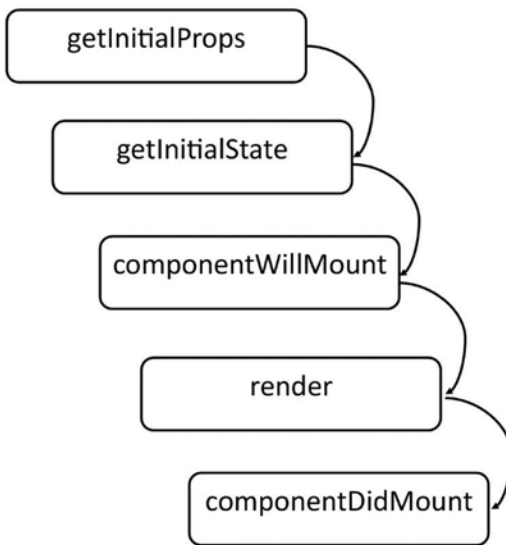 getInitialProps
getInitialState
componentWillMount
render
componentDidMount